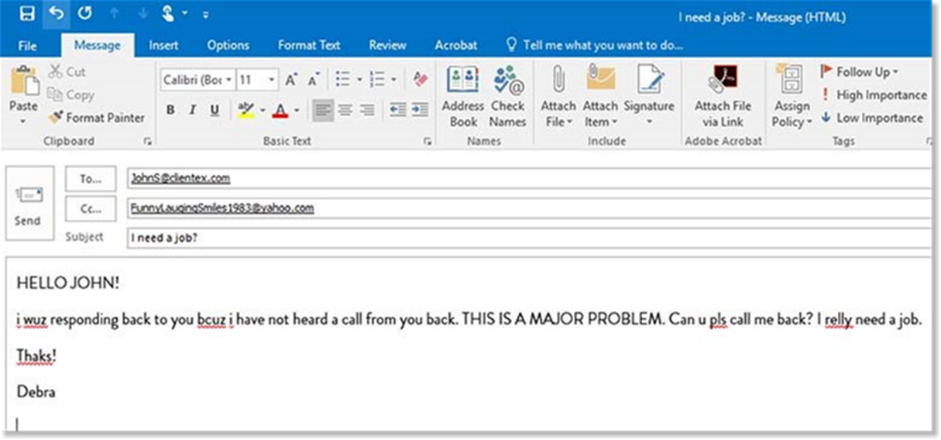 I need a job? - Message (HTML)
File Message Insert Options Format Text Review Acrobat Tell me what you want to do...
Paste
Cut
Copy
Format Painter
Clipboard
Calibri (Boc 11 A A
B I U ab A
Basic Text
Address Book
Check Names
Names
Attach File
Attach Item
Signature
Include
Attach File via Link
Adobe Acrobat
Assign Policy
Follow Up
High Importance
Low Importance
Tags
Send
To... JohnS@clientex.com
Cc... FunnyLaugingSmiles1983@yahoo.com
Subject I need a job?
HELLO JOHN!
i wuz responding back to you bcuz i have not heard a call from you back. THIS IS A MAJOR PROBLEM. Can u pls call me back? I relly need a job.
Thaks!
Debra